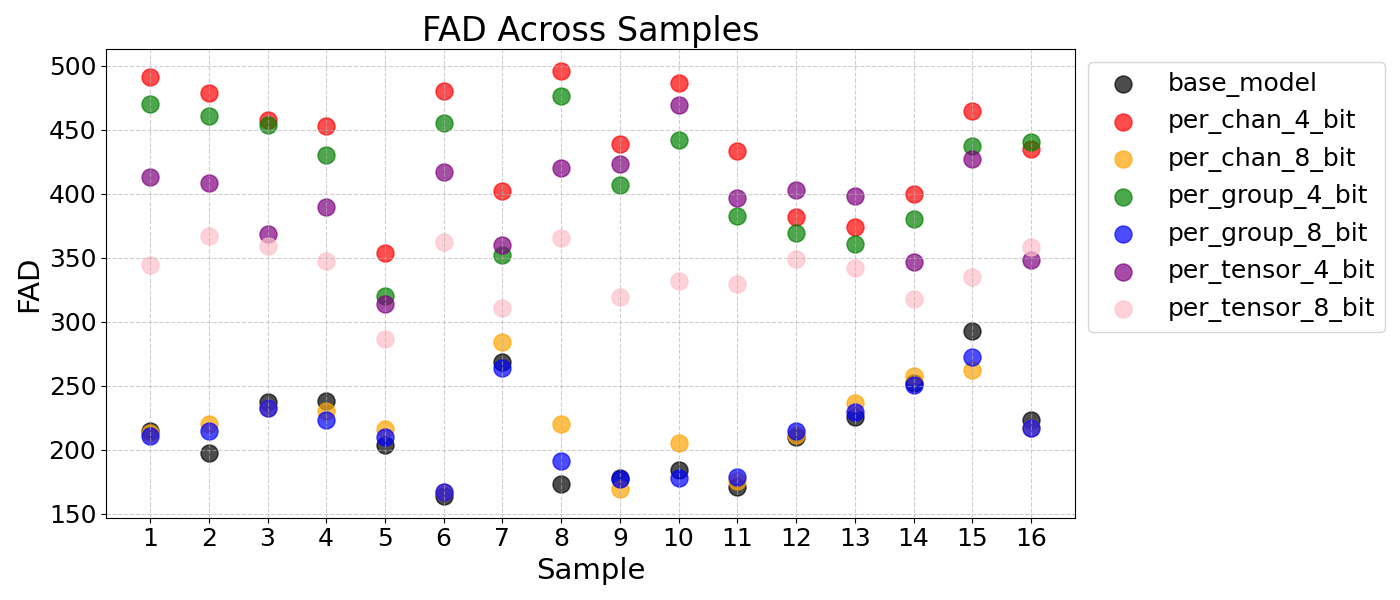 FAD Across Samples
FAD
500
450
400
350
300
250
200
150
1 2 3 4 5 6 7 8 9 10 11 12 13 14 15 16
Sample
base_model
per_chan_4_bit
per_chan_8_bit
per_group_4_bit
per_group_8_bit
per_tensor_4_bit
per_tensor_8_bit